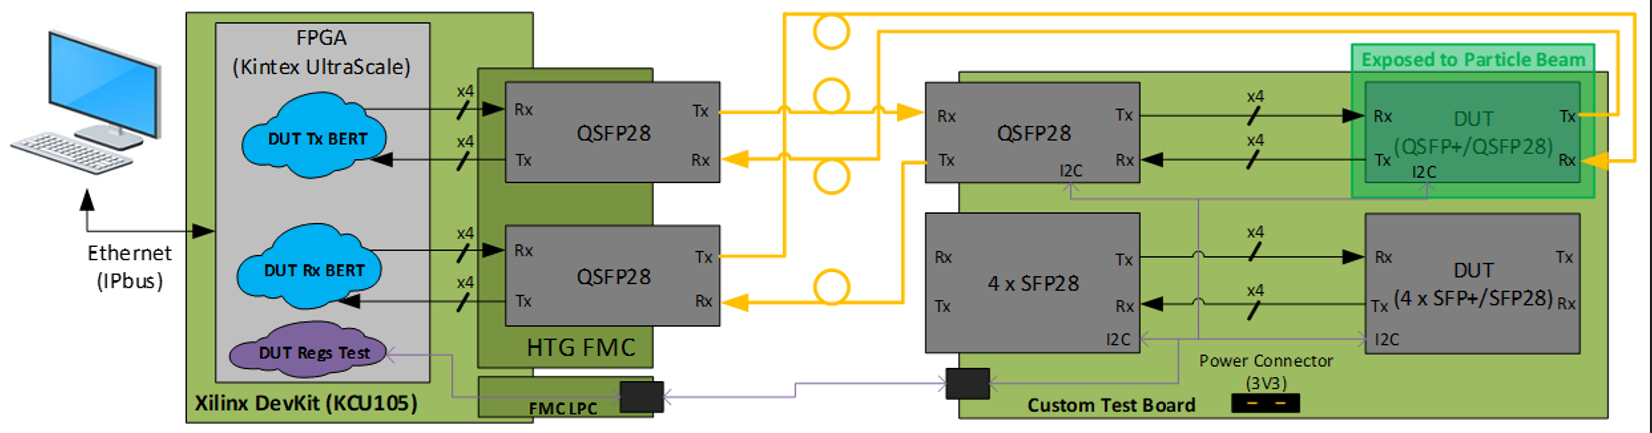 Ethernet
(IPbus)
FPGA
(Kintex UltraScale)
DUT Tx BERT
DUT Rx BERT
DUT Regs Test
Xilinx DevKit (KCU105)
x4
x4
x4
x4
Rx
Tx
QSFP28
Tx
Rx
Rx
Tx
QSFP28
Tx
Rx
HTG FMC
FMC LPC
Rx
Tx
QSFP28
Tx
Rx
I2C
Rx
Tx
4 x SFP28
Tx
Rx
I2C
x4
x4
x4
x4
Exposed to Particle Beam
Rx
Tx
DUT
(QSFP+/QSFP28)
I2C
Tx
Rx
Rx
Tx
I2C
DUT
(4 x SFP+/SFP28)
Tx
Rx
Power Connector
(3V3)
Custom Test Board